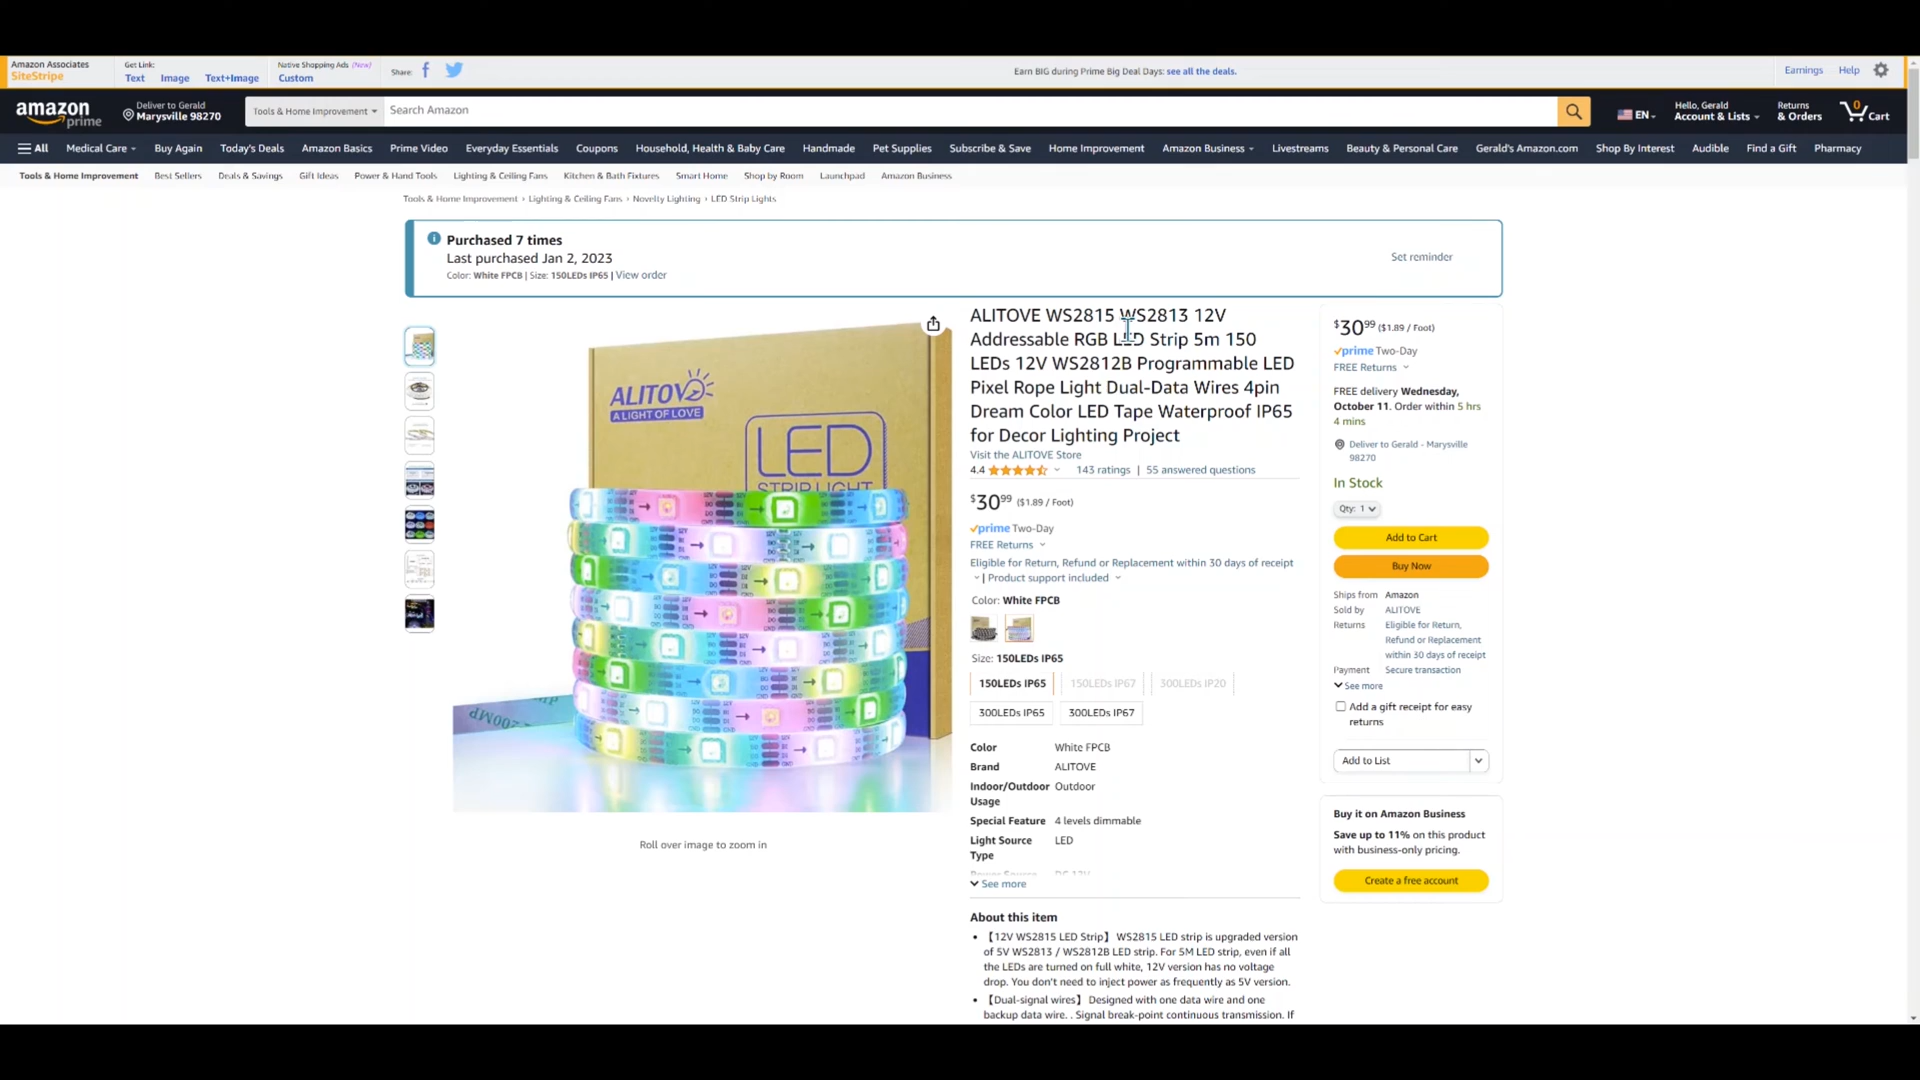 Amazon Associates
SiteStripe
Get Link:
Text Image Text+Image
Native Shopping Ads (New)
Custom
Share:
Earn BIG during Prime Big Deal Days: see all the deals.
Earnings Help
amazon
prime
Deliver to Gerald
Marysville 98270
Tools & Home Improvement
Search Amazon
EN
Hello, Gerald
Account & Lists
Returns
& Orders
0
Cart
All Medical Care Buy Again Today's Deals Amazon Basics Prime Video Everyday Essentials Coupons Household, Health & Baby Care Handmade Pet Supplies Subscribe & Save Home Improvement Amazon Business Livestreams Beauty & Personal Care Gerald's Amazon.com Shop By Interest Audible Find a Gift Pharmacy
Tools & Home Improvement Best Sellers Deals & Savings Gift Ideas Power & Hand Tools Lighting & Ceiling Fans Kitchen & Bath Fixtures Smart Home Shop by Room Launchpad Amazon Business
Tools & Home Improvement › Lighting & Ceiling Fans › Novelty Lighting › LED Strip Lights
Purchased 7 times
Last purchased Jan 2, 2023
Color: White FPCB | Size: 150LEDs IP65 | View order
Set reminder
ALITOVE
A LIGHT OF LOVE
LED
STRIP LIGHT
Roll over image to zoom in
ALITOVE WS2815 WS2813 12V
Addressable RGB LED Strip 5m 150
LEDs 12V WS2812B Programmable LED
Pixel Rope Light Dual-Data Wires 4pin
Dream Color LED Tape Waterproof IP65
for Decor Lighting Project
Visit the ALITOVE Store
4.4 143 ratings | 55 answered questions
$30 99 ($1.89 / Foot)
prime Two-Day
FREE Returns
Eligible for Return, Refund or Replacement within 30 days of receipt
| Product support included
Color: White FPCB
Size: 150LEDs IP65
150LEDs IP65 150LEDs IP67 300LEDs IP20
300LEDs IP65 300LEDs IP67
Color White FPCB
Brand ALITOVE
Indoor/Outdoor Outdoor
Usage
Special Feature 4 levels dimmable
Light Source LED
Type
Power Source DC 12V
See more
About this item
• 【12V WS2815 LED Strip】 WS2815 LED strip is upgraded version
of 5V WS2813 / WS2812B LED strip. For 5M LED strip, even if all
the LEDs are turned on full white, 12V version has no voltage
drop. You don't need to inject power as frequently as 5V version.
• 【Dual-signal wires】 Designed with one data wire and one
backup data wire. . Signal break-point continuous transmission. If
$30 99 ($1.89 / Foot)
prime Two-Day
FREE Returns
FREE delivery Wednesday,
October 11. Order within 5 hrs
4 mins
Deliver to Gerald - Marysville
98270
In Stock
Qty: 1
Add to Cart
Buy Now
Ships from Amazon
Sold by ALITOVE
Returns Eligible for Return,
Refund or Replacement
within 30 days of receipt
Payment Secure transaction
See more
Add a gift receipt for easy
returns
Add to List
Buy it on Amazon Business
Save up to 11% on this product
with business-only pricing.
Create a free account